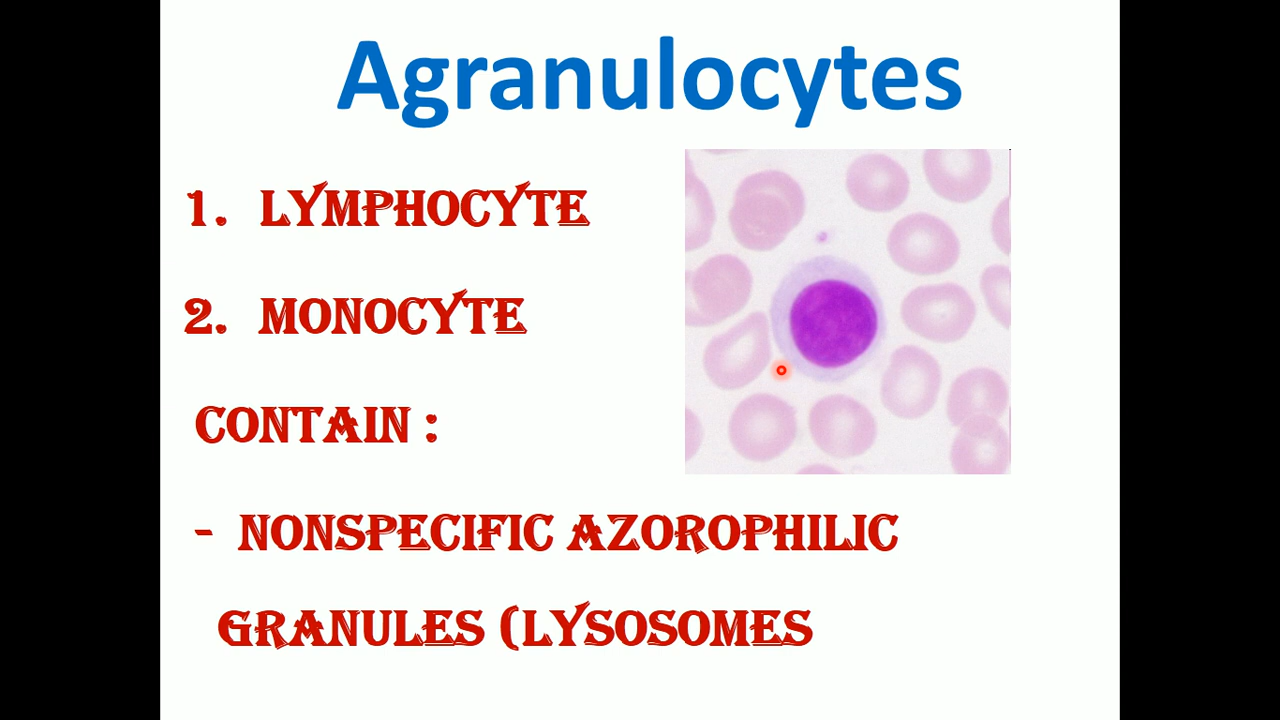 Agranulocytes
1. LYMPHOCYTE
2. MONOCYTE
CONTAIN :
- NONSPECIFIC AZOROPHILIC
GRANULES (LYSOSOMES